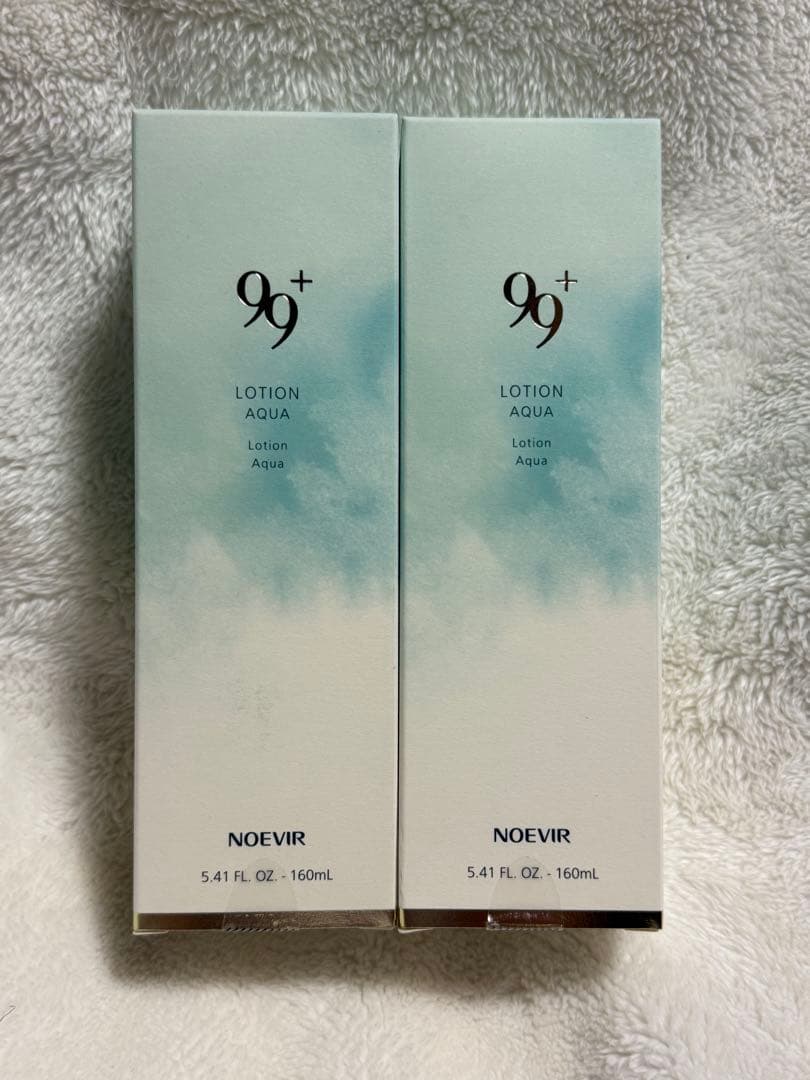 99+
LOTION
AQUA
Lotion
Aqua
NOEVIR
5.41 FL. OZ. - 160mL
99+
LOTION
AQUA
Lotion
Aqua
NOEVIR
5.41 FL. OZ. - 160mL